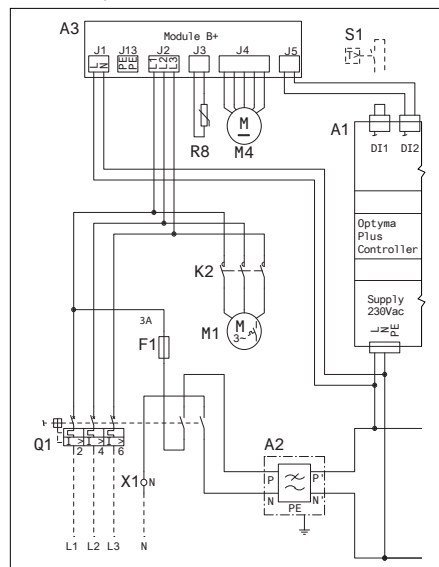 A3
Module B+
J1 J13 J2 J3 J4 J5
L N
PE PE
L1 L2 L3
S1
A1
DI1 DI2
R8
M
M4
Optyma
Plus
Controller
K2
Supply
230Vac
L N PE
3A
F1
M1
M
3~
Q1
I> I> I>
2 4 6
X1 N
A2
P P'
N N'
PE
L1 L2 L3 N